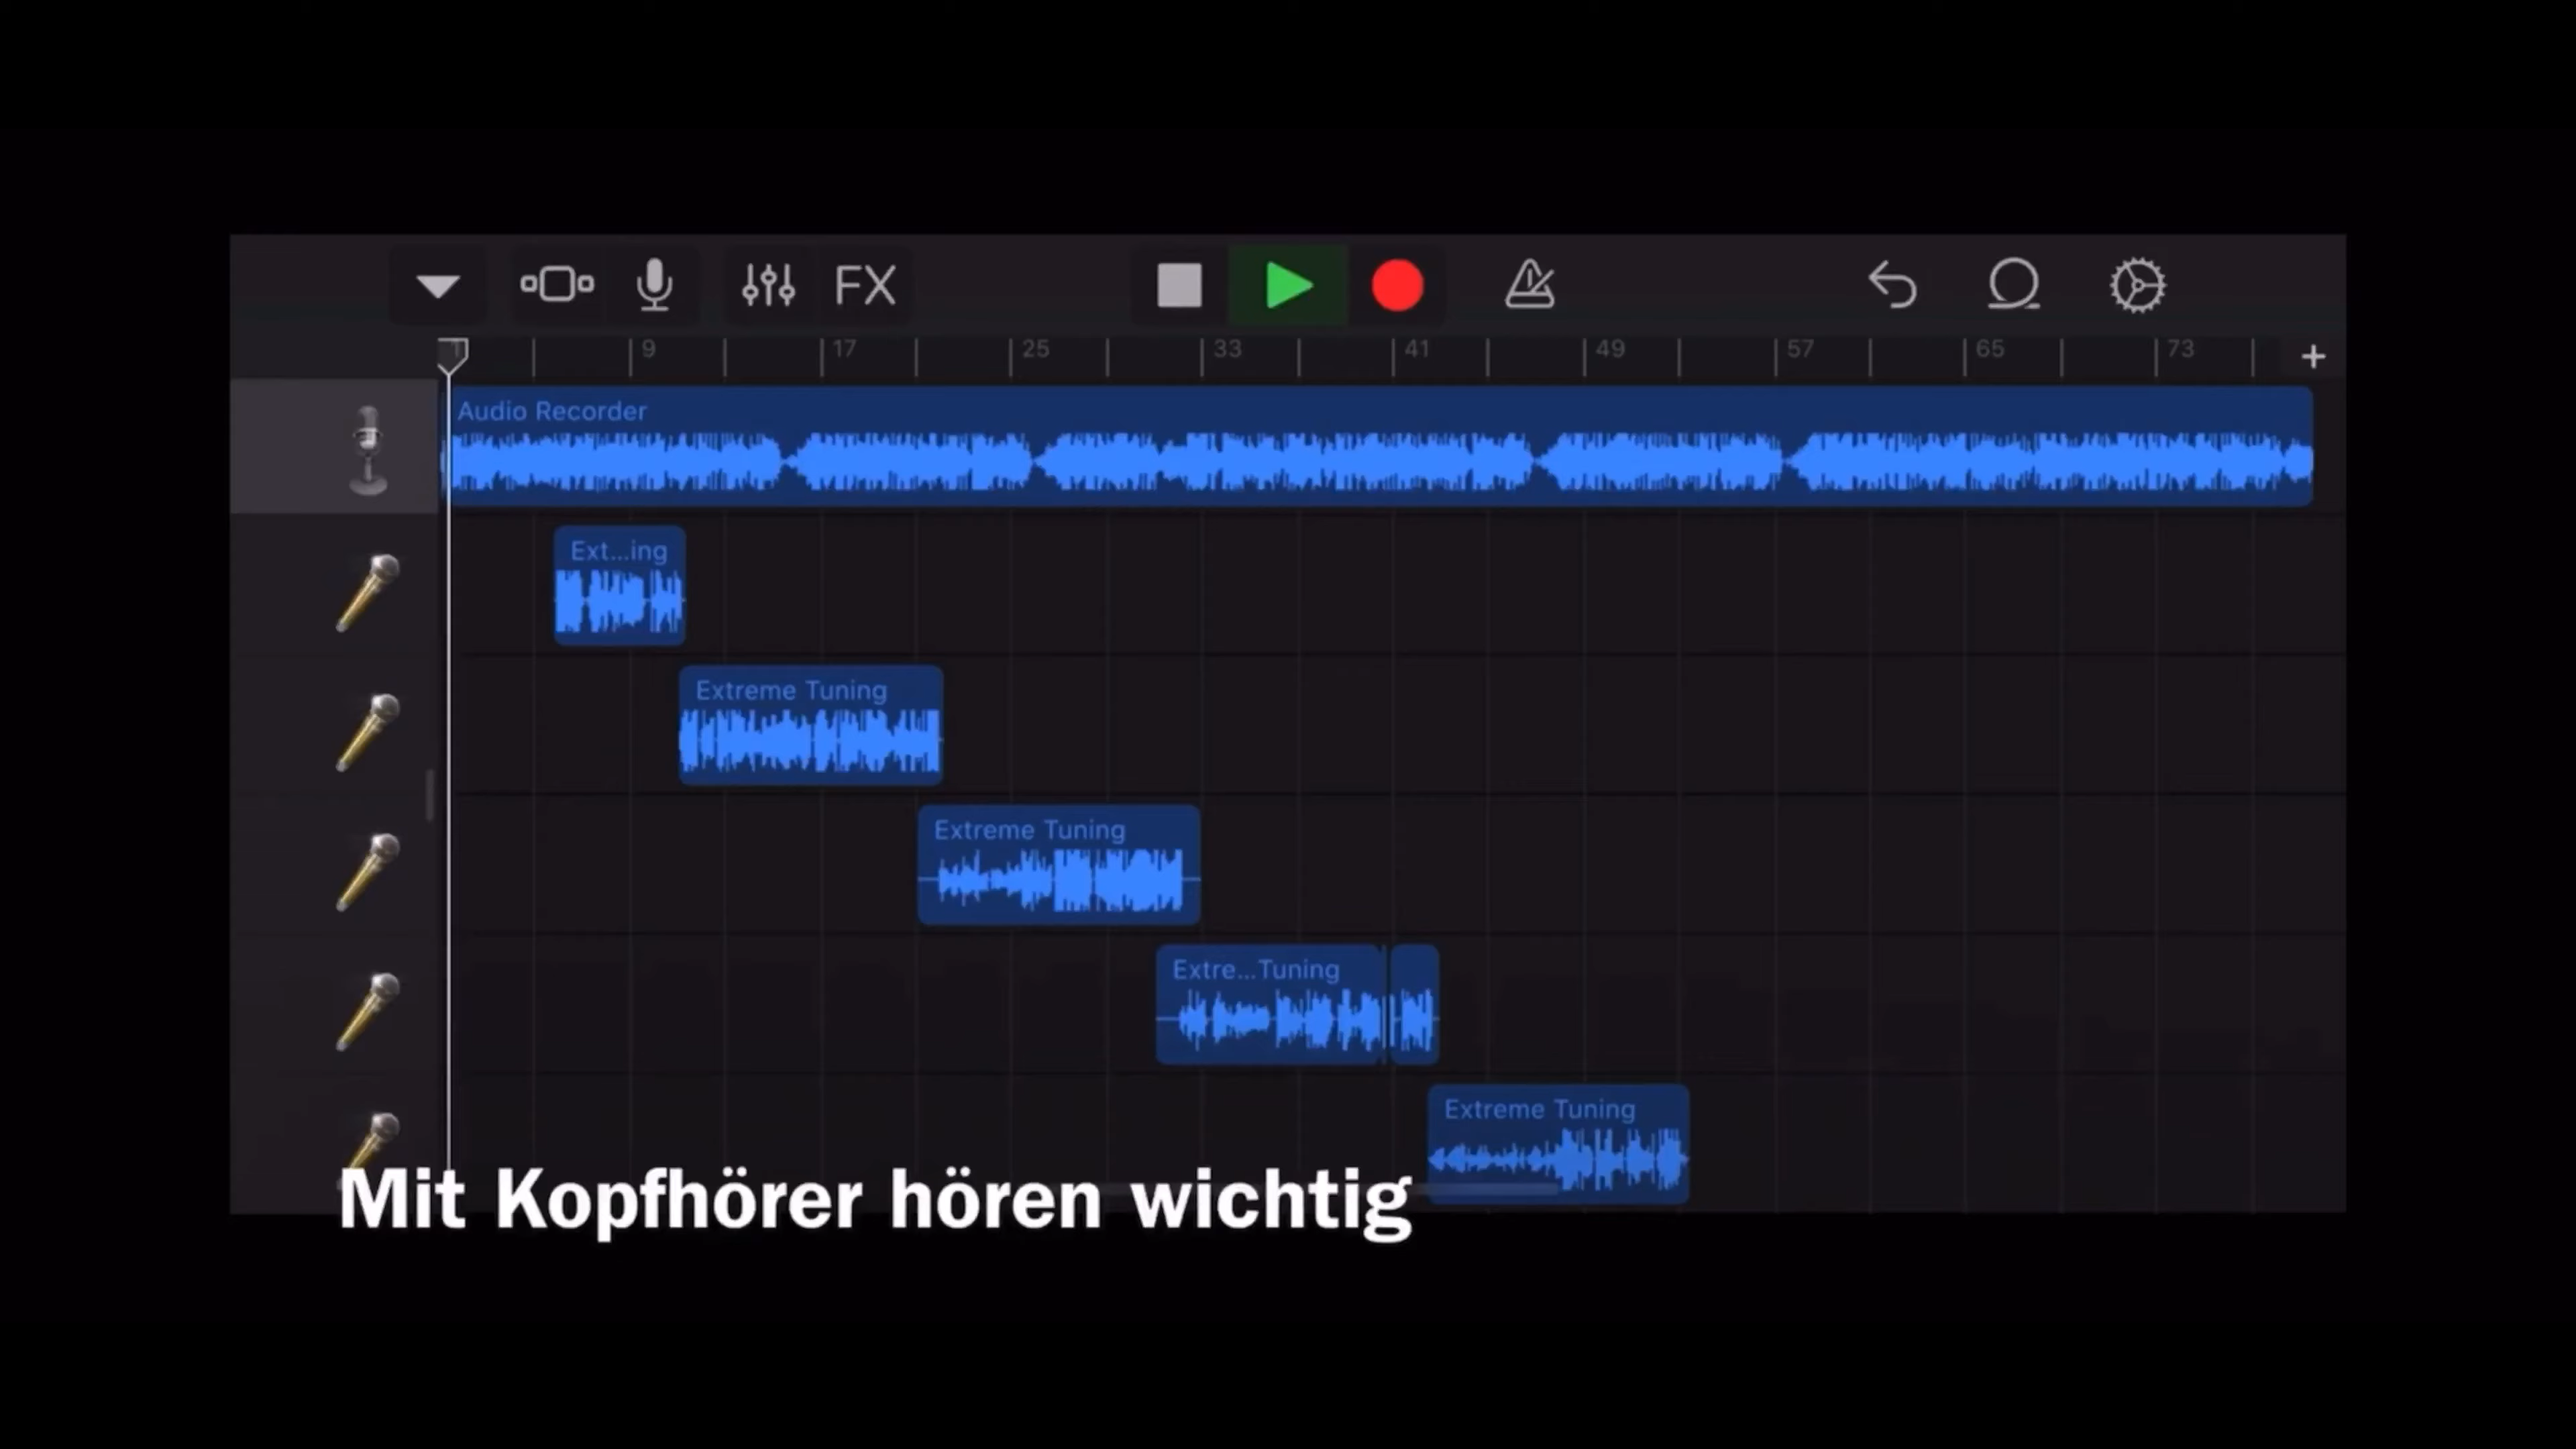 FX
1 9 17 25 33 41 49 57 65 73 +
Audio Recorder
Ext...ing
Extreme Tuning
Extreme Tuning
Extre...Tuning
Extreme Tuning
Mit Kopfhörer hören wichtig